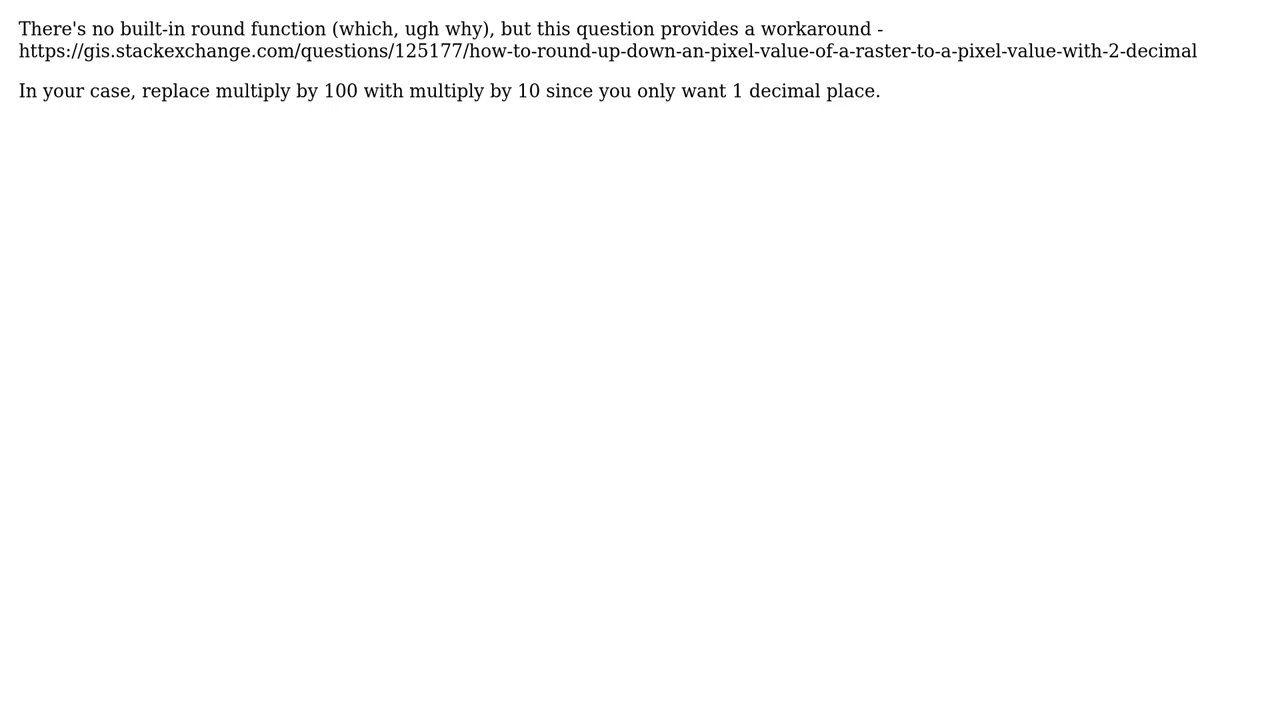 There's no built-in round function (which, ugh why), but this question provides a workaround -
https://gis.stackexchange.com/questions/125177/how-to-round-up-down-an-pixel-value-of-a-raster-to-a-pixel-value-with-2-decimal
In your case, replace multiply by 100 with multiply by 10 since you only want 1 decimal place.